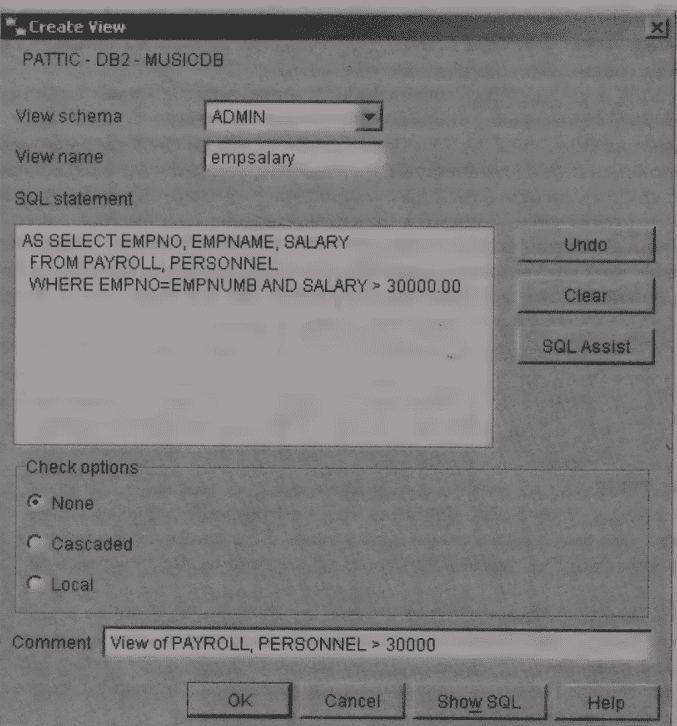 Create View
PATTIC - DB2 - MUSICDB
View schema
ADMIN
View name
empsalary
SQL statement
AS SELECT EMPNO, EMPNAME, SALARY
FROM PAYROLL, PERSONNEL
WHERE EMPNO=EMPNUMB AND SALARY > 30000.00
Undo
Clear
SQL Assist
Check options
None
Cascaded
Local
Comment
View of PAYROLL, PERSONNEL > 30000
OK
Cancel
Show SQL
Help